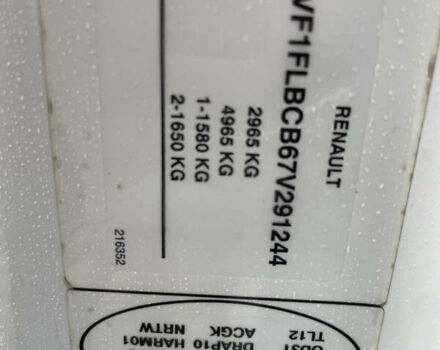 RENAULT
VF1FLBCB67V291244
2965 KG
4965 KG
1-1580 KG
2-1650 KG
216352
TL12
DRAP10 HARM01
ACGK
NRTW